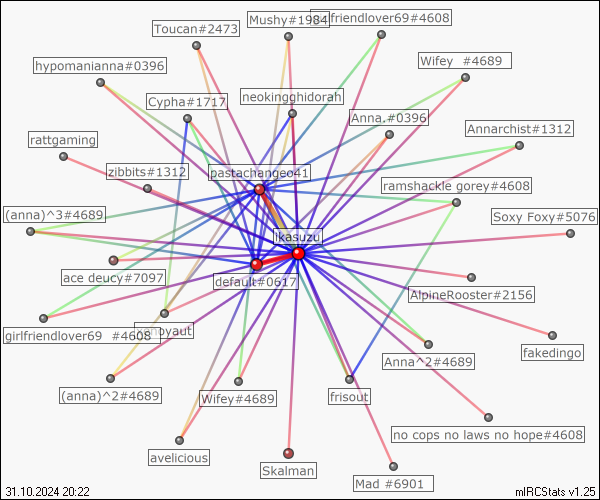 Mushy#1984
girlfriendlover69#4608
Toucan#2473
Wifey #4689
hypomanianna#0396
Cypha#1717
neokingghidorah
Anna.#0396
Annarchist#1312
rattgaming
zibbits#1312
pastachangeo41
ramshackle gorey#4608
(anna)^3#4689
Soxy Foxy#5076
ikasuzu
ace deucy#7097
default#0617
AlpineRooster#2156
girlfriendlover69 #4608
fakedingo
Anna^2#4689
(anna)^2#4689
Wifey#4689
frisout
no cops no laws no hope#4608
avelicious
Skalman
Mad #6901
31.10.2024 20:22
mIRCStats v1.25